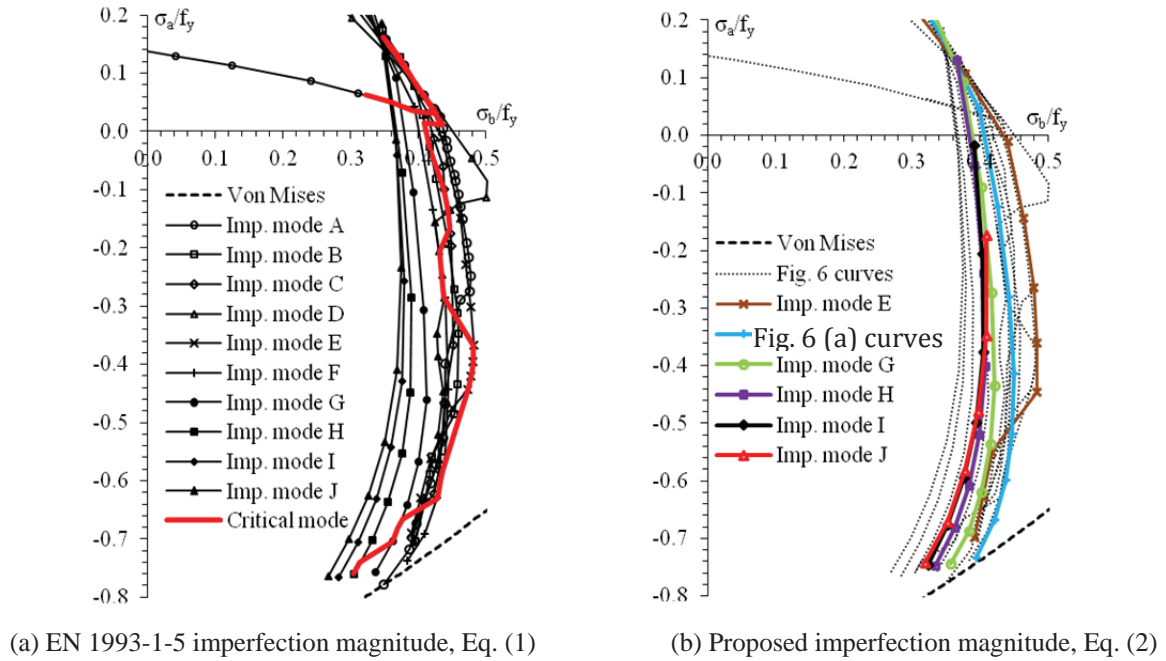 σa/fy
0.2
0.1
0.0
-0.1
-0.2
-0.3
-0.4
-0.5
-0.6
-0.7
-0.8
0.0
0.1
0.2
0.3
0.4
0.5
σb/fy
Von Mises
Imp. mode A
Imp. mode B
Imp. mode C
Imp. mode D
Imp. mode E
Imp. mode F
Imp. mode G
Imp. mode H
Imp. mode I
Imp. mode J
Critical mode
(a) EN 1993-1-5 imperfection magnitude, Eq. (1)
σa/fy
0.2
0.1
0.0
-0.1
-0.2
-0.3
-0.4
-0.5
-0.6
-0.7
-0.8
0.0
0.1
0.2
0.3
0.4
0.5
σb/fy
Von Mises
Fig. 6 curves
Imp. mode E
Fig. 6 (a) curves
Imp. mode G
Imp. mode H
Imp. mode I
Imp. mode J
(b) Proposed imperfection magnitude, Eq. (2)